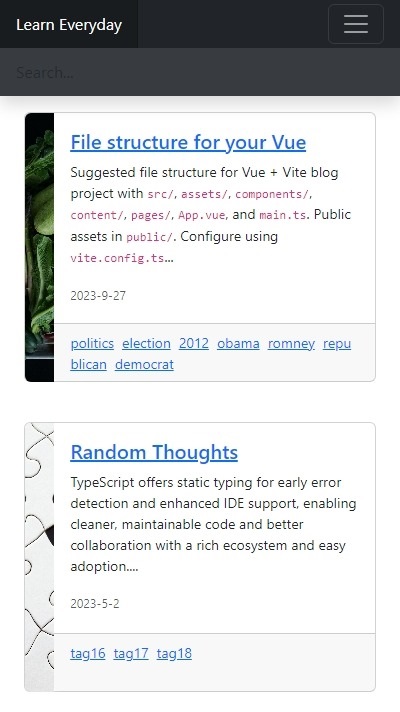 Learn Everyday
Search...
File structure for your Vue
Suggested file structure for Vue + Vite blog
project with src/, assets/, components/,
content/, pages/, App.vue, and main.ts. Public
assets in public/. Configure using
vite.config.ts...
2023-9-27
politics election 2012 obama romney repu
blican democrat
Random Thoughts
TypeScript offers static typing for early error
detection and enhanced IDE support, enabling
cleaner, maintainable code and better
collaboration with a rich ecosystem and easy
adoption....
2023-5-2
tag16 tag17 tag18